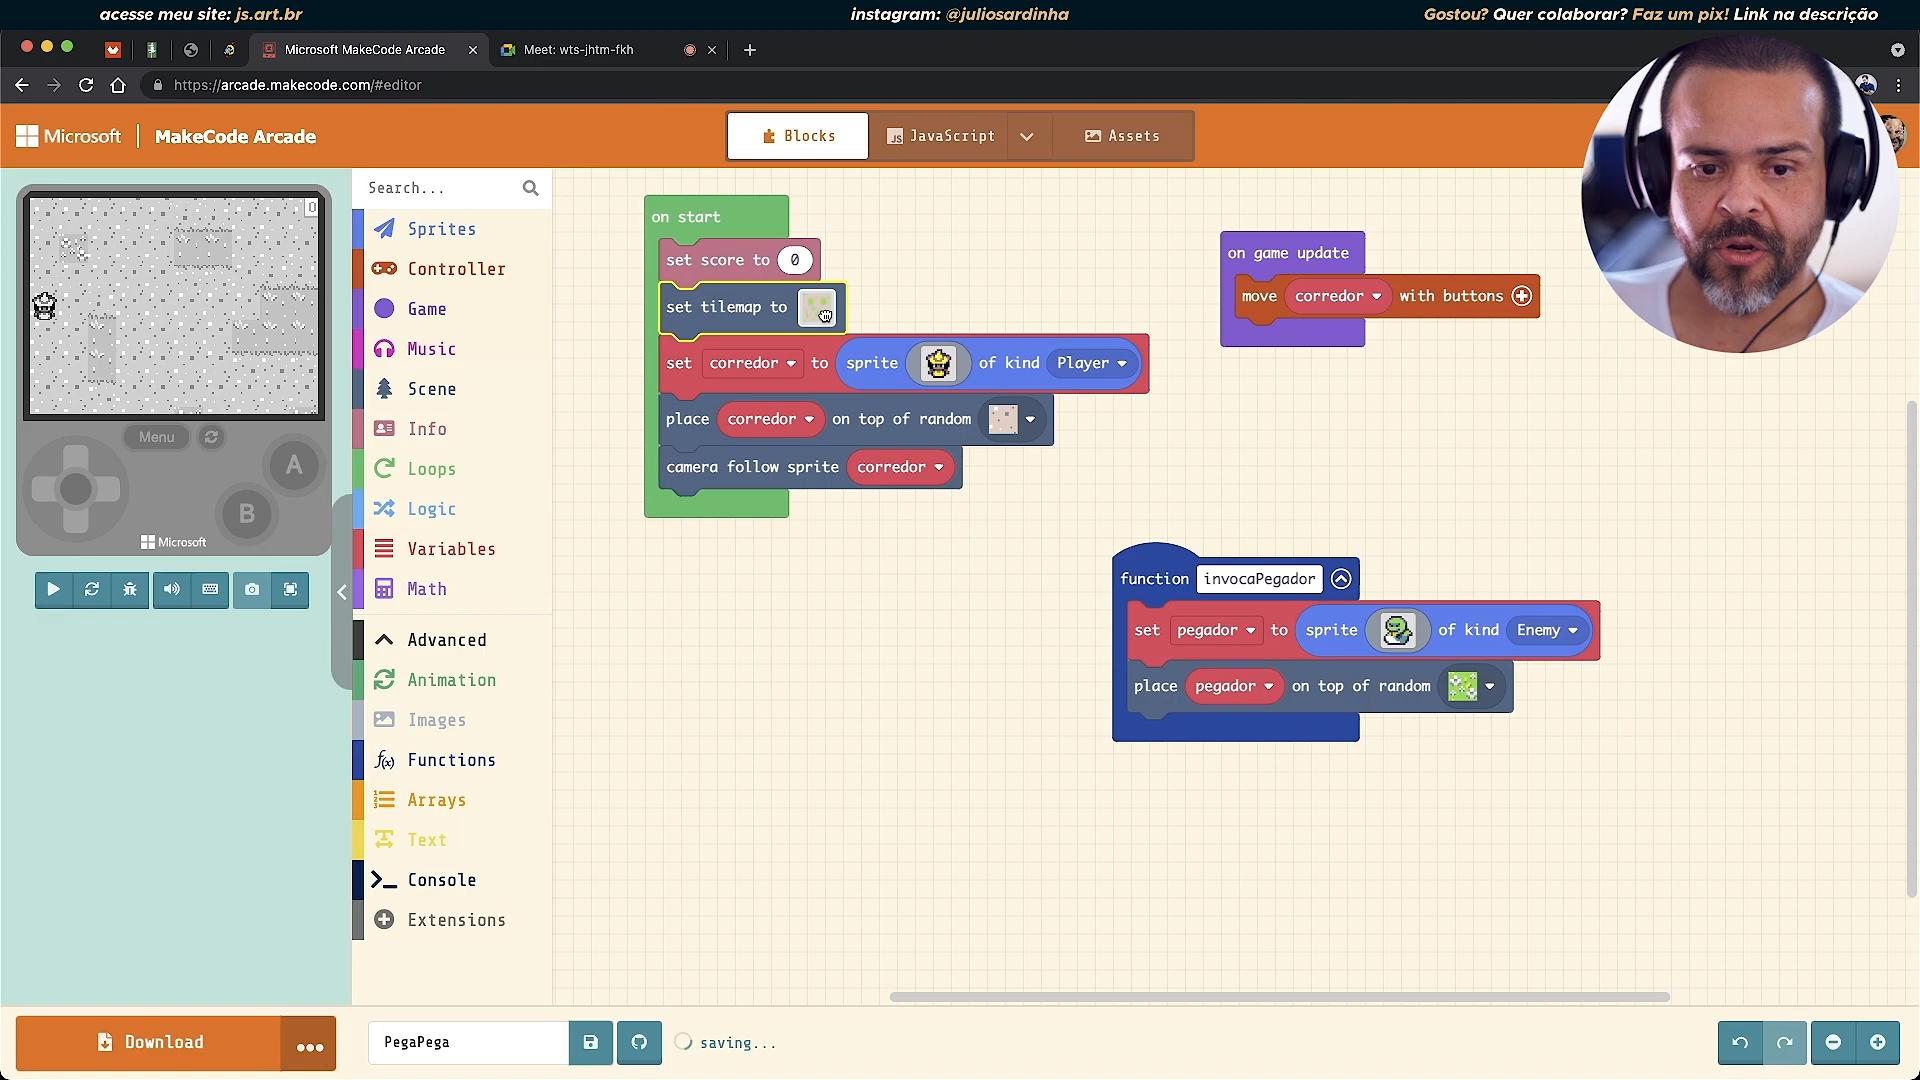 acesse meu site: js.art.br
instagram: @juliosardinha
Gostou? Quer colaborar? Faz um pix! Link na descrição
Microsoft MakeCode Arcade
Meet: wts-jhtm-fkh
https://arcade.makecode.com/#editor
Microsoft | MakeCode Arcade
Blocks
JavaScript
Assets
Search...
Sprites
Controller
Game
Music
Scene
Info
Loops
Logic
Variables
Math
Advanced
Animation
Images
Functions
Arrays
Text
Console
Extensions
0
Menu
A
B
Microsoft
on start
set score to 0
set tilemap to
set corredor to sprite of kind Player
place corredor on top of random
camera follow sprite corredor
on game update
move corredor with buttons
function invocaPegador
set pegador to sprite of kind Enemy
place pegador on top of random
Download
PegaPega
saving...